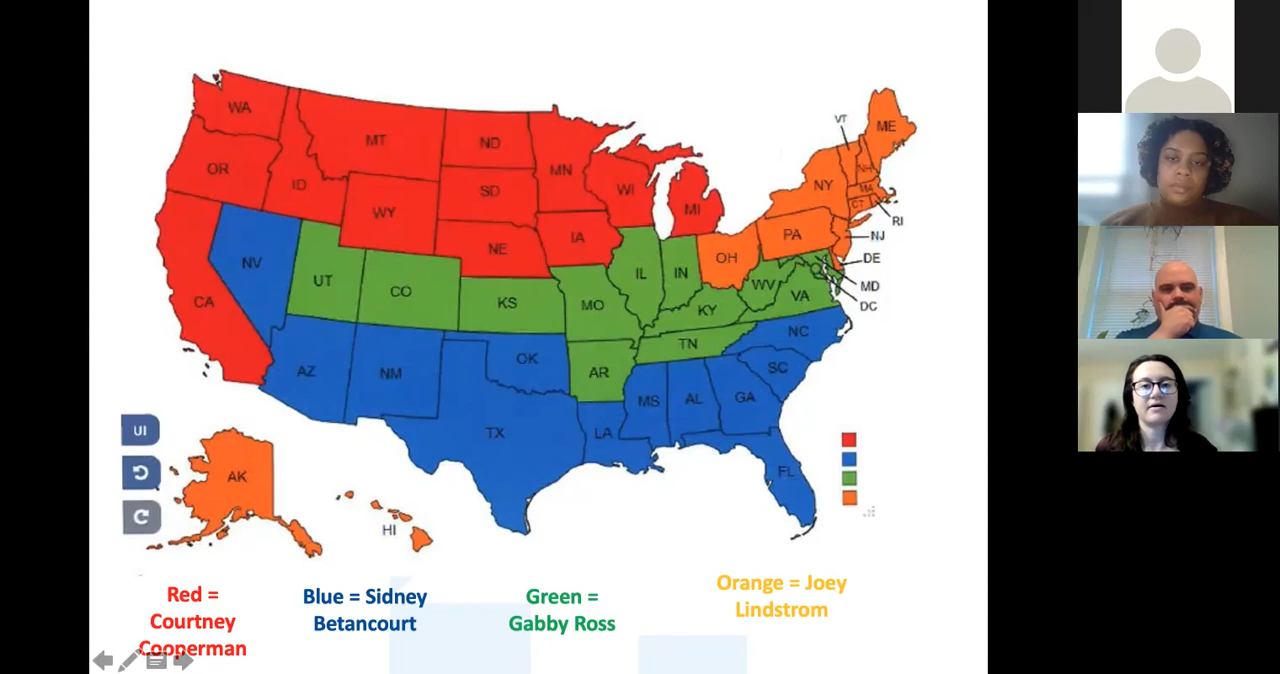 WA
MT
ND
MN
VT
ME
OR
ID
SD
WI
NH
NY
MA
WY
MI
CT
RI
NE
IA
PA
NJ
NV
OH
DE
UT
CO
IL
IN
MD
CA
KS
MO
KY
WV
VA
DC
TN
NC
AZ
NM
OK
AR
SC
MS
AL
GA
TX
LA
UI
FL
AK
HI
Red =
Courtney
Cooperman
Blue = Sidney
Betancourt
Green =
Gabby Ross
Orange = Joey
Lindstrom